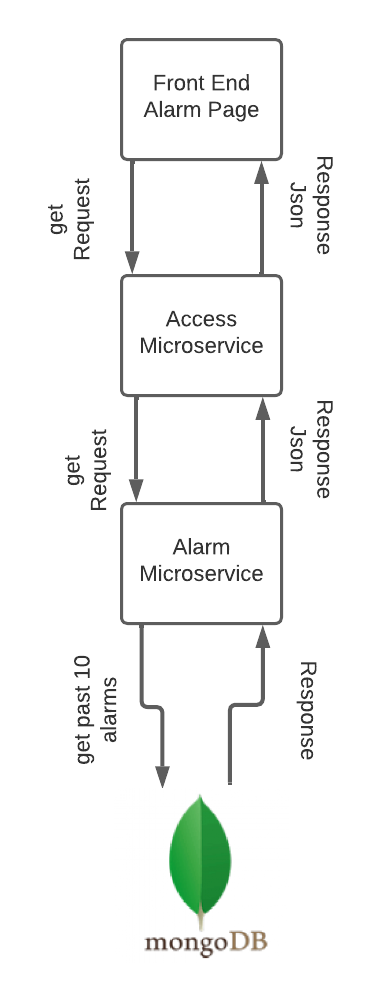 Front End
Alarm Page
get
Request
Response
Json
Access
Microservice
get
Request
Response
Json
Alarm
Microservice
get past 10
alarms
Response
mongoDB